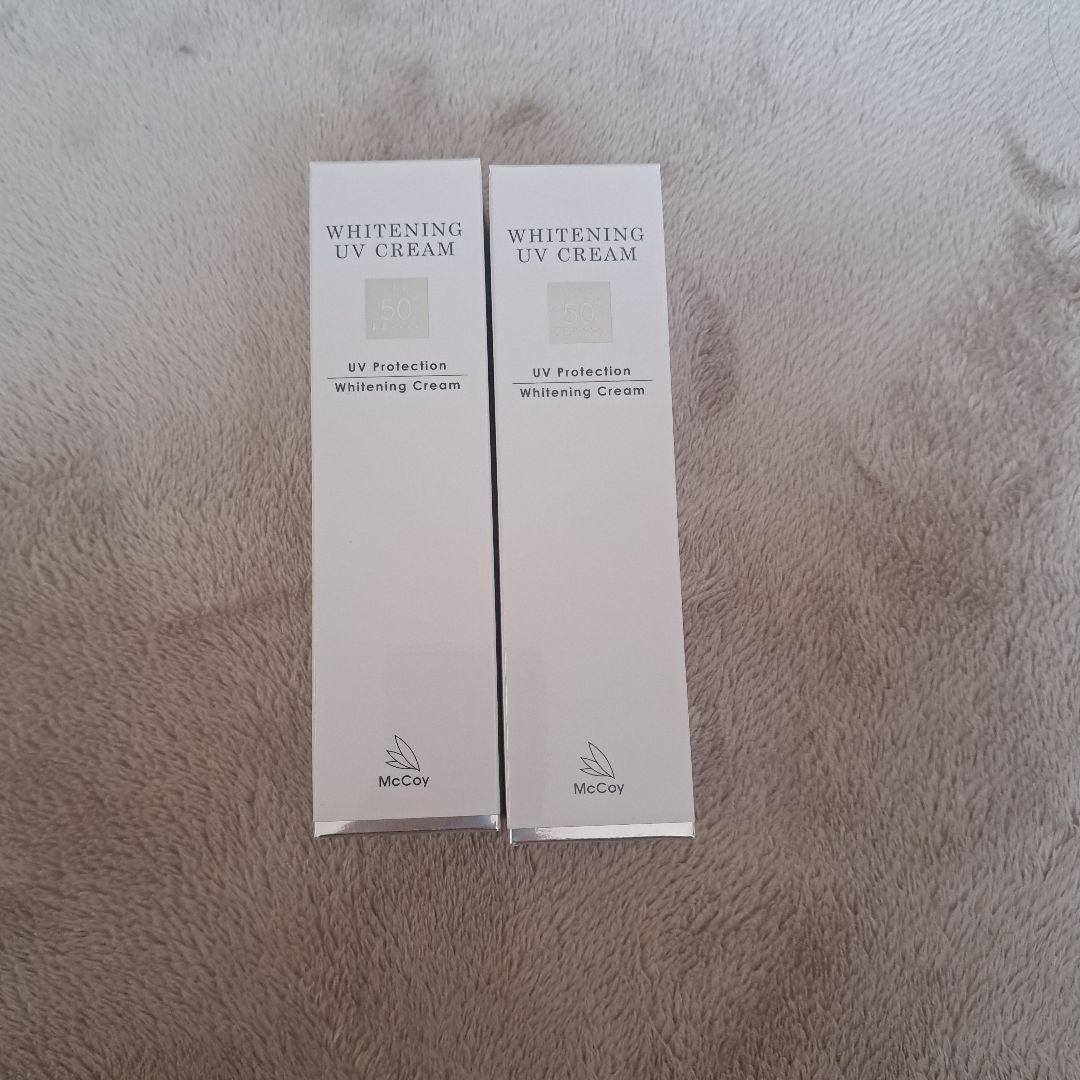 WHITENING
UV CREAM
50+
UV Protection
Whitening Cream
McCoy
WHITENING
UV CREAM
50+
UV Protection
Whitening Cream
McCoy